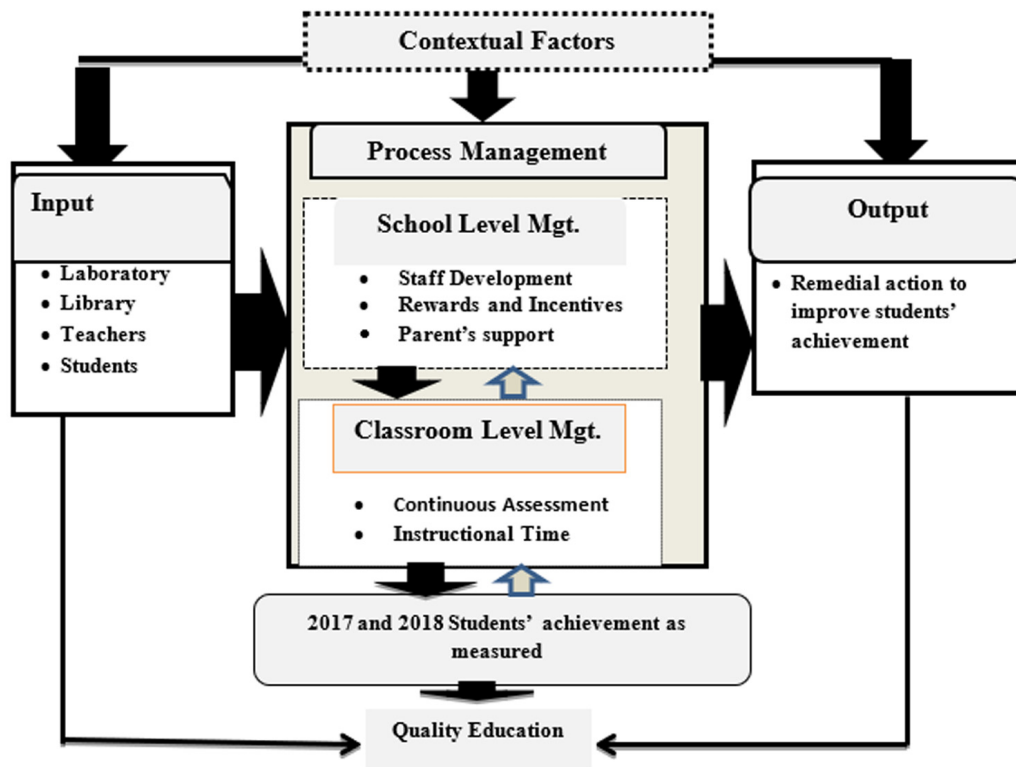 Contextual Factors
Process Management
Input
• Laboratory
• Library
• Teachers
• Students
School Level Mgt.
• Staff Development
• Rewards and Incentives
• Parent's support
Classroom Level Mgt.
• Continuous Assessment
• Instructional Time
Output
• Remedial action to
improve students'
achievement
2017 and 2018 Students' achievement as
measured
Quality Education